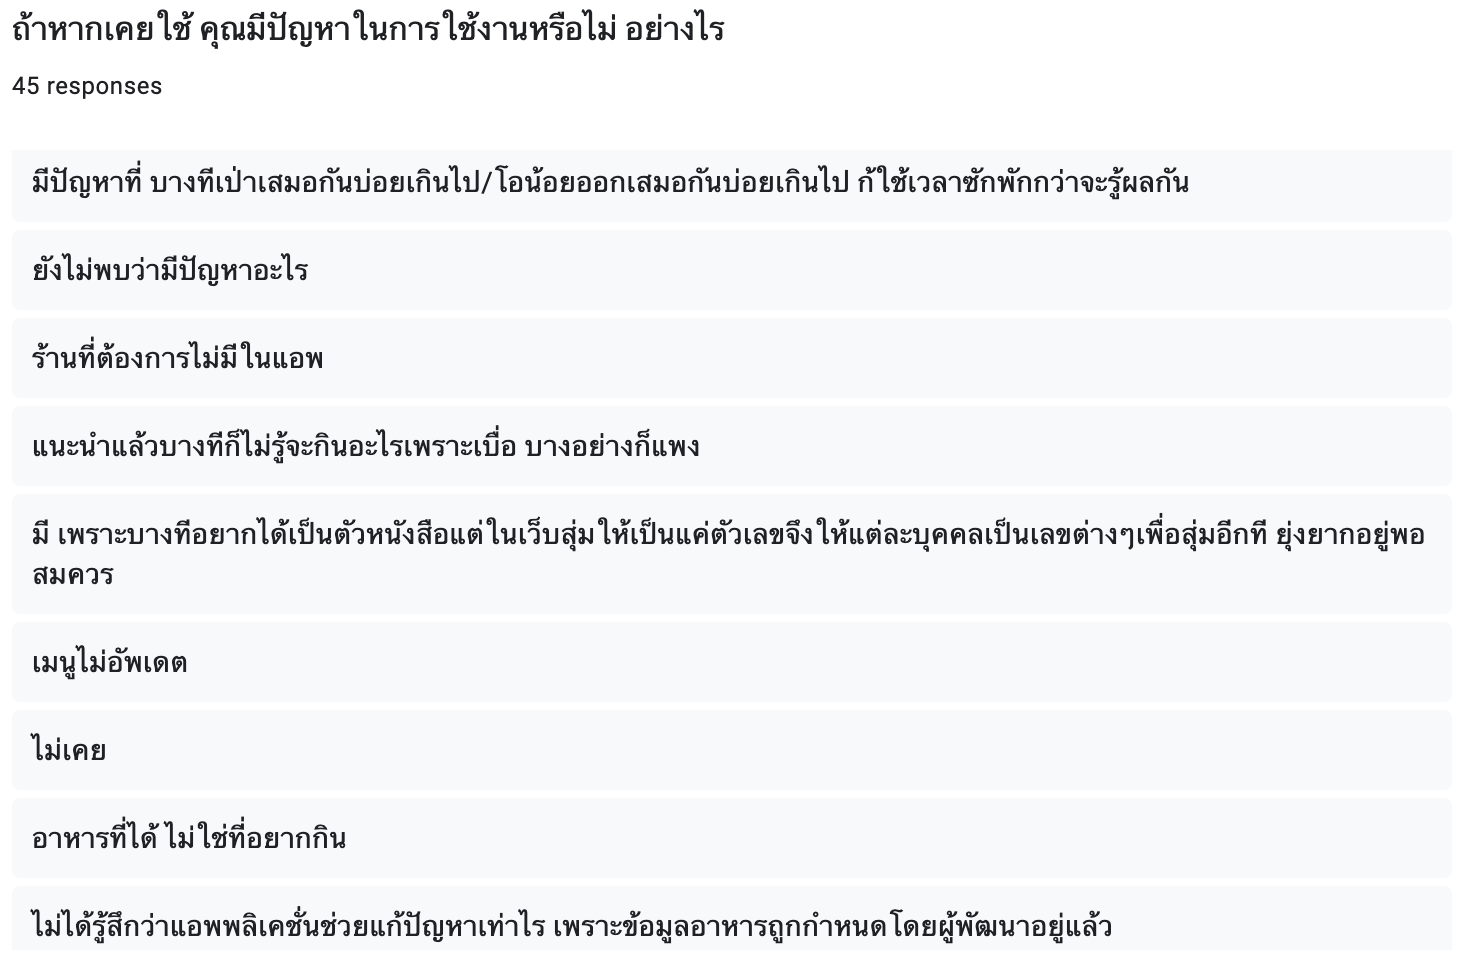 ถ้าหากเคยใช้ คุณมีปัญหาในการใช้งานหรือไม่ อย่างไร
45 responses
มีปัญหาที่ บางทีเป่าเสมอกันบ่อยเกินไป/โอน้อยออกเสมอกันบ่อยเกินไป ก้ใช้เวลาซักพักกว่าจะรู้ผลกัน
ยังไม่พบว่ามีปัญหาอะไร
ร้านที่ต้องการไม่มีในแอพ
แนะนำแล้วบางทีก็ไม่รู้จะกินอะไรเพราะเบื่อ บางอย่างก็แพง
มี เพราะบางทีอยากได้เป็นตัวหนังสือแต่ในเว็บสุ่มให้เป็นแค่ตัวเลขจึงให้แต่ละบุคคลเป็นเลขต่างๆเพื่อสุ่มอีกที ยุ่งยากอยู่พอ
สมควร
เมนูไม่อัพเดต
ไม่เคย
อาหารที่ได้ ไม่ใช่ที่อยากกิน
ไม่ได้รู้สึกว่าแอพพลิเคชั่นช่วยแก้ปัญหาเท่าไร เพราะข้อมูลอาหารถูกกำหนดโดยผู้พัฒนาอยู่แล้ว